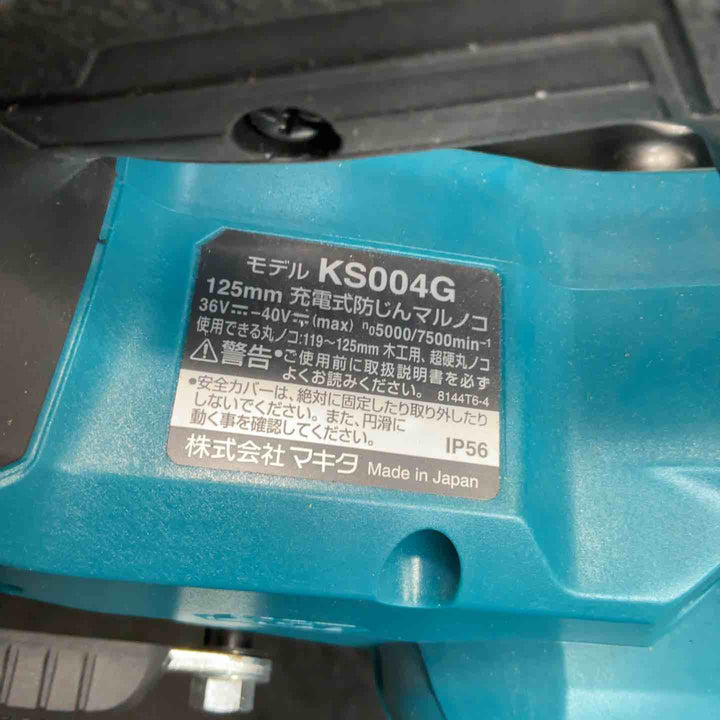 モデル KS004G
125mm 充電式防じんマルノコ
36V⎓-40V⎓(max) n₀5000/7500min⁻¹
使用できる丸ノコ:119~125mm 木工用、超硬丸ノコ
⚠警告 •ご使用前に取扱説明書を必ず
よくお読みください。 8144T6-4
•安全カバーは、絶対に固定したり取り外したり
しないでください。また、円滑に
動く事を確認してください。 IP56
株式会社 マキタ Made in Japan